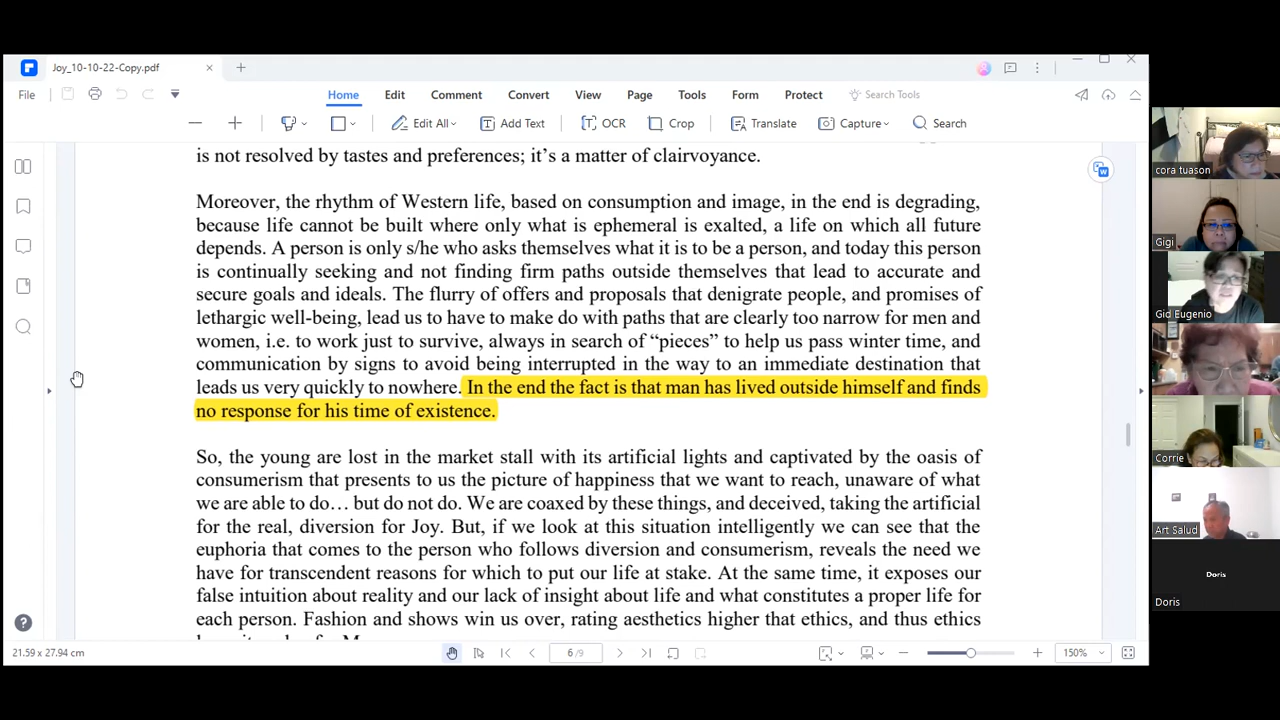 Joy_10-10-22-Copy.pdf
File
Home Edit Comment Convert View Page Tools Form Protect Search Tools
Edit All Add Text OCR Crop Translate Capture Search
is not resolved by tastes and preferences; it’s a matter of clairvoyance.
Moreover, the rhythm of Western life, based on consumption and image, in the end is degrading,
because life cannot be built where only what is ephemeral is exalted, a life on which all future
depends. A person is only s/he who asks themselves what it is to be a person, and today this person
is continually seeking and not finding firm paths outside themselves that lead to accurate and
secure goals and ideals. The flurry of offers and proposals that denigrate people, and promises of
lethargic well-being, lead us to have to make do with paths that are clearly too narrow for men and
women, i.e. to work just to survive, always in search of “pieces” to help us pass winter time, and
communication by signs to avoid being interrupted in the way to an immediate destination that
leads us very quickly to nowhere. In the end the fact is that man has lived outside himself and finds
no response for his time of existence.
So, the young are lost in the market stall with its artificial lights and captivated by the oasis of
consumerism that presents to us the picture of happiness that we want to reach, unaware of what
we are able to do… but do not do. We are coaxed by these things, and deceived, taking the artificial
for the real, diversion for Joy. But, if we look at this situation intelligently we can see that the
euphoria that comes to the person who follows diversion and consumerism, reveals the need we
have for transcendent reasons for which to put our life at stake. At the same time, it exposes our
false intuition about reality and our lack of insight about life and what constitutes a proper life for
each person. Fashion and shows win us over, rating aesthetics higher that ethics, and thus ethics
21.59 x 27.94 cm
6/9
150%
cora tuason
Gigi
Gid Eugenio
Corrie
Art Salud
Doris
Doris